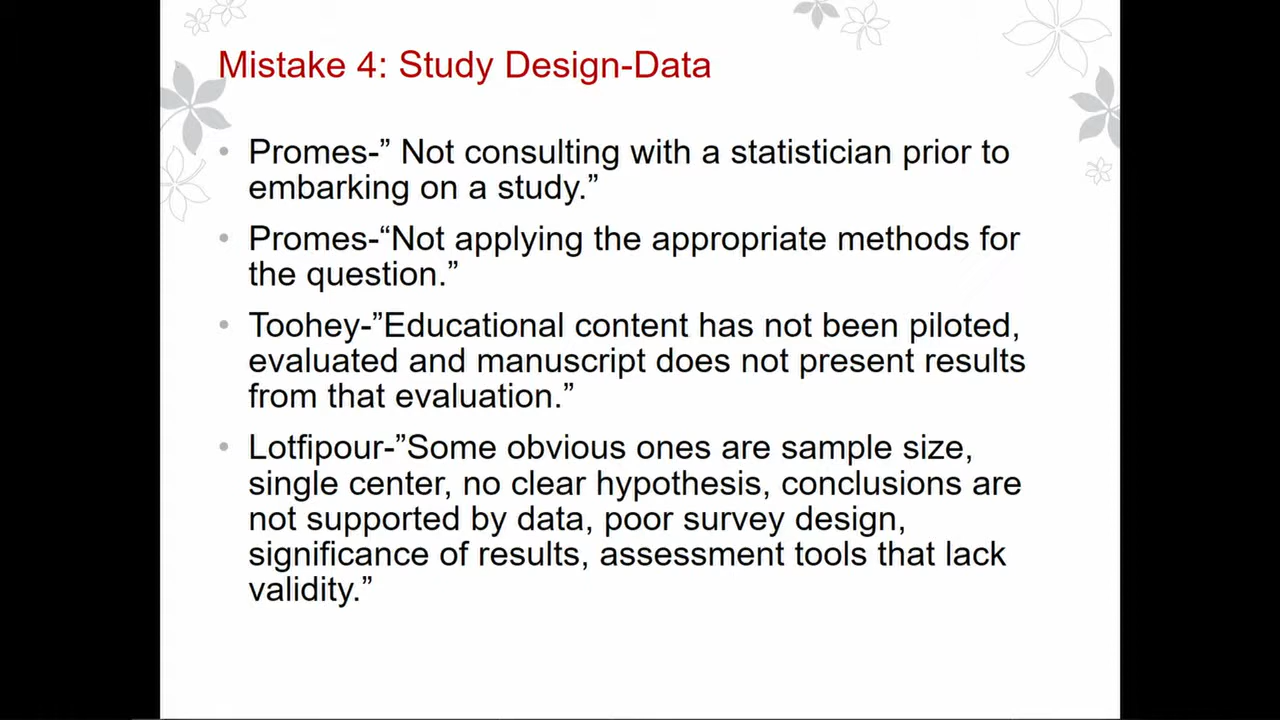 Mistake 4: Study Design-Data
• Promes-” Not consulting with a statistician prior to
embarking on a study.”
• Promes-“Not applying the appropriate methods for
the question.”
• Toohey-”Educational content has not been piloted,
evaluated and manuscript does not present results
from that evaluation.”
• Lotfipour-”Some obvious ones are sample size,
single center, no clear hypothesis, conclusions are
not supported by data, poor survey design,
significance of results, assessment tools that lack
validity.”